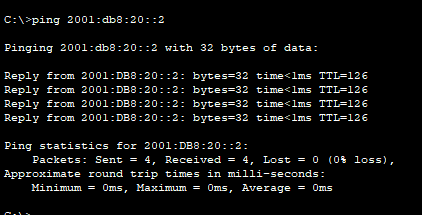 C:\>ping 2001:db8:20::2
Pinging 2001:db8:20::2 with 32 bytes of data:
Reply from 2001:DB8:20::2: bytes=32 time<1ms TTL=126
Reply from 2001:DB8:20::2: bytes=32 time<1ms TTL=126
Reply from 2001:DB8:20::2: bytes=32 time<1ms TTL=126
Reply from 2001:DB8:20::2: bytes=32 time<1ms TTL=126
Ping statistics for 2001:DB8:20::2:
Packets: Sent = 4, Received = 4, Lost = 0 (0% loss),
Approximate round trip times in milli-seconds:
Minimum = 0ms, Maximum = 0ms, Average = 0ms
C:\>